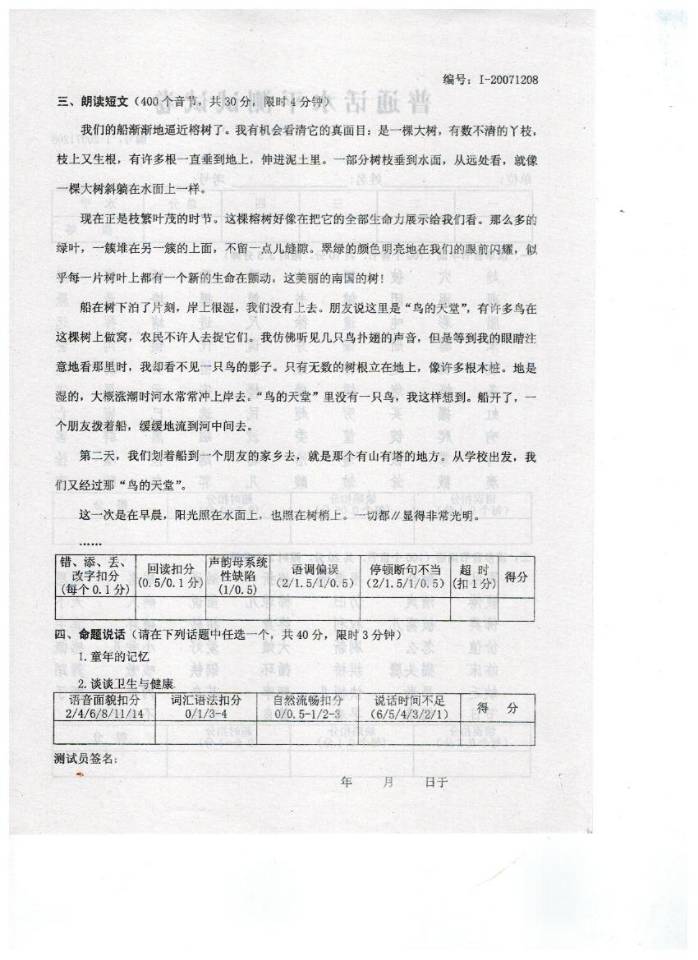 编号：I-20071208
三、朗读短文（400个音节，共30分，限时4分钟）
我们的船渐渐地逼近榕树了。我有机会看清它的真面目：是一棵大树，有数不清的丫枝，
枝上又生根，有许多根一直垂到地上，伸进泥土里。一部分树枝垂到水面，从远处看，就像
一棵大树斜躺在水面上一样。
现在正是枝繁叶茂的时节。这棵榕树好像在把它的全部生命力展示给我们看。那么多的
绿叶，一簇堆在另一簇的上面，不留一点儿缝隙。翠绿的颜色明亮地在我们的眼前闪耀，似
乎每一片树叶上都有一个新的生命在颤动，这美丽的南国的树！
船在树下泊了片刻，岸上很湿，我们没有上去。朋友说这里是“鸟的天堂”，有许多鸟在
这棵树上做窝，农民不许人去捉它们。我仿佛听见几只鸟扑翅的声音，但是等到我的眼睛注
意地看那里时，我却看不见一只鸟的影子。只有无数的树根立在地上，像许多根木桩。地是
湿的，大概涨潮时河水常常冲上岸去。“鸟的天堂”里没有一只鸟，我这样想到。船开了，一
个朋友拨着船，缓缓地流到河中间去。
第二天，我们划着船到一个朋友的家乡去，就是那个有山有塔的地方。从学校出发，我
们又经过那“鸟的天堂”。
这一次是在早晨，阳光照在水面上，也照在树梢上。一切都∥显得非常光明。
……
错、添、丢、改字扣分（每个0.1分） 回读扣分（0.5/0.1分） 声韵母系统性缺陷（1/0.5） 语调偏误（2/1.5/1/0.5） 停顿断句不当（2/1.5/1/0.5） 超 时（扣1分） 得分
四、命题说话（请在下列话题中任选一个，共40分，限时3分钟）
1.童年的记忆
2.谈谈卫生与健康
语音面貌扣分2/4/6/8/11/14 词汇语法扣分0/1/3-4 自然流畅扣分0/0.5-1/2-3 说话时间不足（6/5/4/3/2/1） 得 分
测试员签名：
年 月 日于